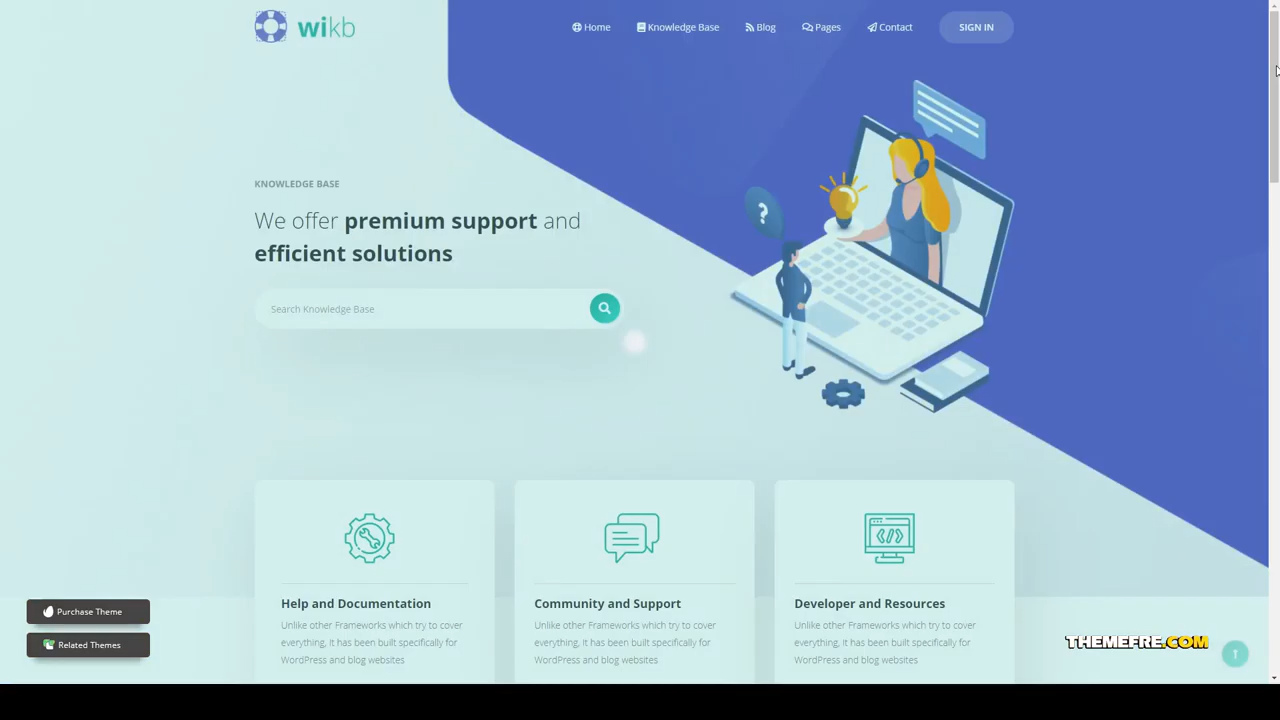 wikb
Home Knowledge Base Blog Pages Contact SIGN IN
KNOWLEDGE BASE
We offer premium support and
efficient solutions
Search Knowledge Base
?
Help and Documentation
Unlike other Frameworks which try to cover
everything, It has been built specifically for
WordPress and blog websites
Community and Support
Unlike other Frameworks which try to cover
everything, It has been built specifically for
WordPress and blog websites
Developer and Resources
Unlike other Frameworks which try to cover
everything, It has been built specifically for
WordPress and blog websites
Purchase Theme
Related Themes
THEMEFRE.COM